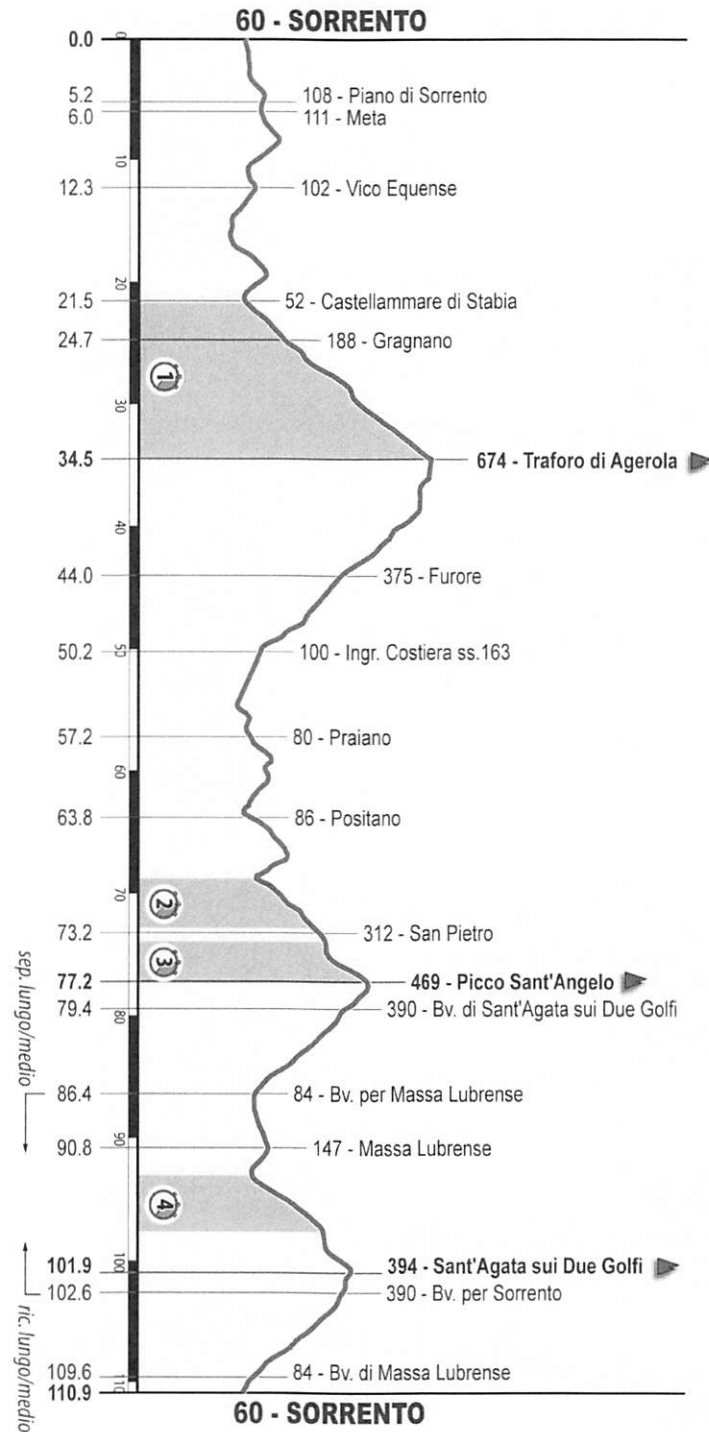 60 - SORRENTO
0.0
0
5.2 108 - Piano di Sorrento
6.0 111 - Meta
10
12.3 102 - Vico Equense
20
21.5 52 - Castellammare di Stabia
24.7 188 - Gragnano
1
30
34.5 674 - Traforo di Agerola
40
44.0 375 - Furore
50.2 100 - Ingr. Costiera ss.163
50
57.2 80 - Praiano
60
63.8 86 - Positano
70
2
73.2 312 - San Pietro
3
77.2 469 - Picco Sant'Angelo
79.4 390 - Bv. di Sant'Agata sui Due Golfi
80
sep. lungo/medio
86.4 84 - Bv. per Massa Lubrense
90
90.8 147 - Massa Lubrense
4
100
101.9 394 - Sant'Agata sui Due Golfi
102.6 390 - Bv. per Sorrento
ric. lungo/medio
109.6 84 - Bv. di Massa Lubrense
110
110.9
60 - SORRENTO